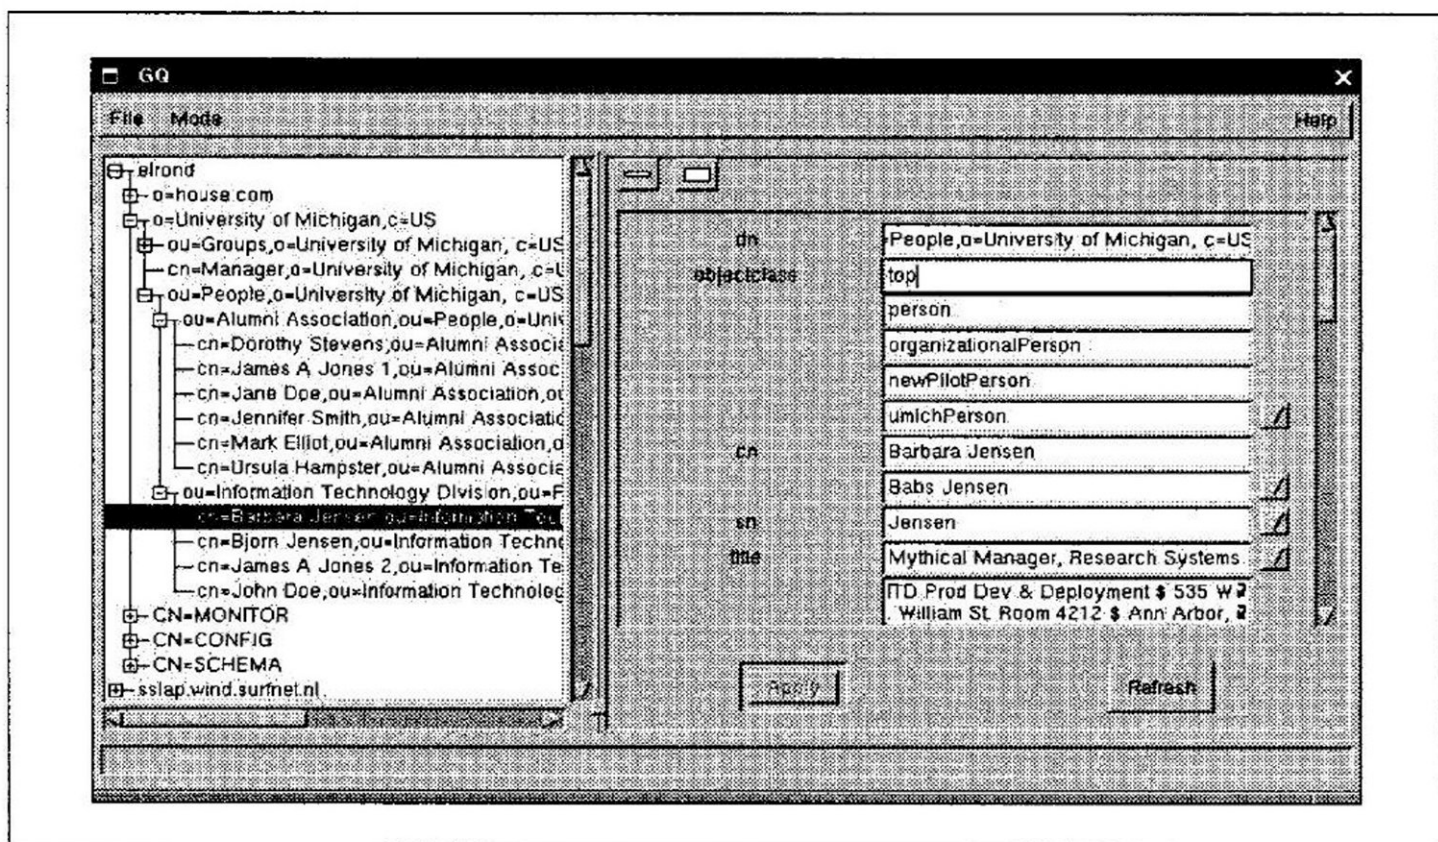 GQ
File Mode Help
elrond
o=house.com
o=University of Michigan,c=US
ou=Groups,o=University of Michigan, c=US
cn=Manager,o=University of Michigan, c=U
ou=People,o=University of Michigan, c=US
ou=Alumni Association,ou=People,o=Univ
cn=Dorothy Stevens,ou=Alumni Associa
cn=James A Jones 1,ou=Alumni Assoc
cn=Jane Doe,ou=Alumni Association,ou
cn=Jennifer Smith,ou=Alumni Associatio
cn=Mark Elliot,ou=Alumni Association,o
cn=Ursula Hampster,ou=Alumni Associa
ou=Information Technology Division,ou=P
cn=Barbara Jensen,ou=Information Tec
cn=Bjorn Jensen,ou=Information Techno
cn=James A Jones 2,ou=Information Te
cn=John Doe,ou=Information Technolog
CN=MONITOR
CN=CONFIG
CN=SCHEMA
sslap.wind.surfnet.nl
dn People,o=University of Michigan, c=US
objectclass top
person
organizationalPerson
newPilotPerson
umichPerson
cn Barbara Jensen
Babs Jensen
sn Jensen
title Mythical Manager, Research Systems
ITD Prod Dev & Deployment $ 535 W
. William St. Room 4212 $ Ann Arbor,
Apply Refresh